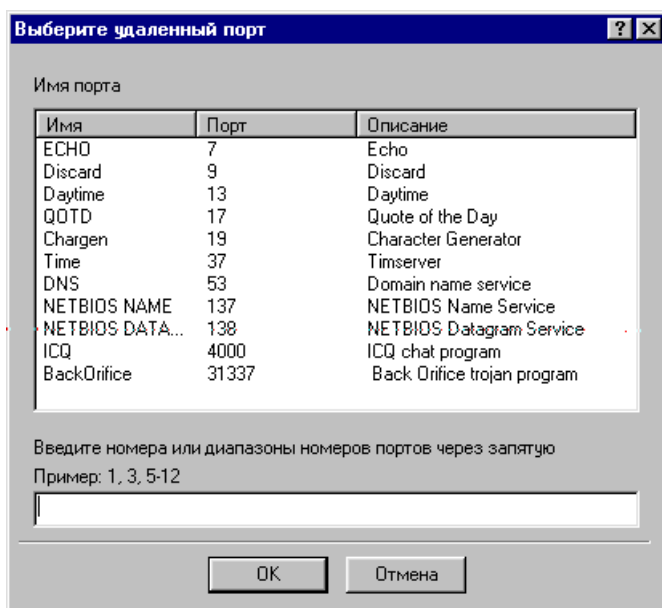 Выберите удаленный порт
Имя порта
Имя Порт Описание
ECHO 7 Echo
Discard 9 Discard
Daytime 13 Daytime
QOTD 17 Quote of the Day
Chargen 19 Character Generator
Time 37 Timserver
DNS 53 Domain name service
NETBIOS NAME 137 NETBIOS Name Service
NETBIOS DATA... 138 NETBIOS Datagram Service
ICQ 4000 ICQ chat program
BackOrifice 31337 Back Orifice trojan program
Введите номера или диапазоны номеров портов через запятую
Пример: 1, 3, 5-12
OK Отмена